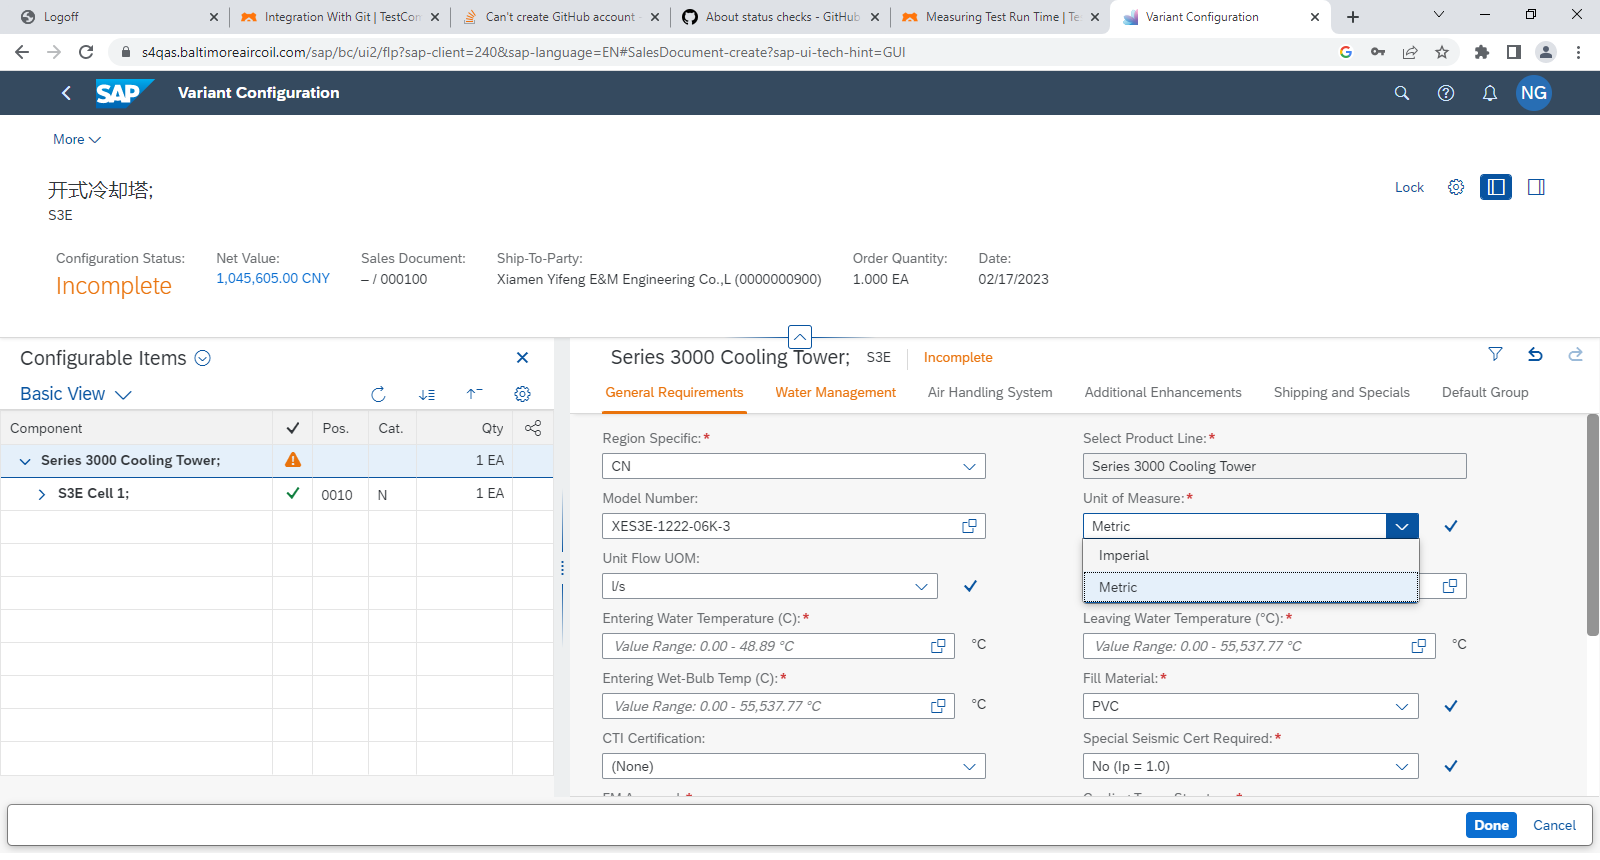 Logoff
Integration With Git | TestCom
Can't create GitHub account -
About status checks - GitHub
Measuring Test Run Time | Te
Variant Configuration
s4qas.baltimoreaircoil.com/sap/bc/ui2/flp?sap-client=240&sap-language=EN#SalesDocument-create?sap-ui-tech-hint=GUI
SAP
Variant Configuration
NG
More
开式冷却塔;
S3E
Lock
Configuration Status:
Incomplete
Net Value:
1,045,605.00 CNY
Sales Document:
– / 000100
Ship-To-Party:
Xiamen Yifeng E&M Engineering Co.,L (0000000900)
Order Quantity:
1.000 EA
Date:
02/17/2023
Configurable Items
Basic View
Component
Pos.
Cat.
Qty
Series 3000 Cooling Tower;
1 EA
S3E Cell 1;
0010
N
1 EA
Series 3000 Cooling Tower;
S3E
Incomplete
General Requirements
Water Management
Air Handling System
Additional Enhancements
Shipping and Specials
Default Group
Region Specific:*
CN
Select Product Line:*
Series 3000 Cooling Tower
Model Number:
XES3E-1222-06K-3
Unit of Measure:*
Metric
Imperial
Metric
Unit Flow UOM:
l/s
Entering Water Temperature (C):*
Value Range: 0.00 - 48.89 °C
°C
Leaving Water Temperature (°C):*
Value Range: 0.00 - 55,537.77 °C
°C
Entering Wet-Bulb Temp (C):*
Value Range: 0.00 - 55,537.77 °C
°C
Fill Material:*
PVC
CTI Certification:
(None)
Special Seismic Cert Required:*
No (Ip = 1.0)
Done
Cancel